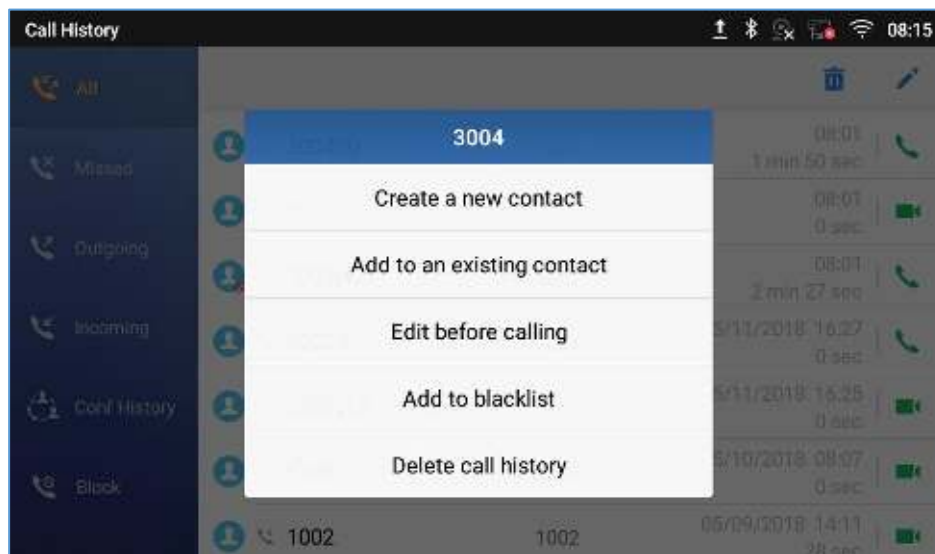 Call History
08:15
All
3004
08:01
1 min 50 sec
Missed
Create a new contact
08:01
0 sec
Outgoing
Add to an existing contact
08:01
2 min 27 sec
Incoming
Edit before calling
5/11/2018 16:27
0 sec
Conf History
Add to blacklist
5/11/2018 16:25
0 sec
Block
Delete call history
5/10/2018 08:07
0 sec
1002
1002
05/09/2018 14:11
28 sec